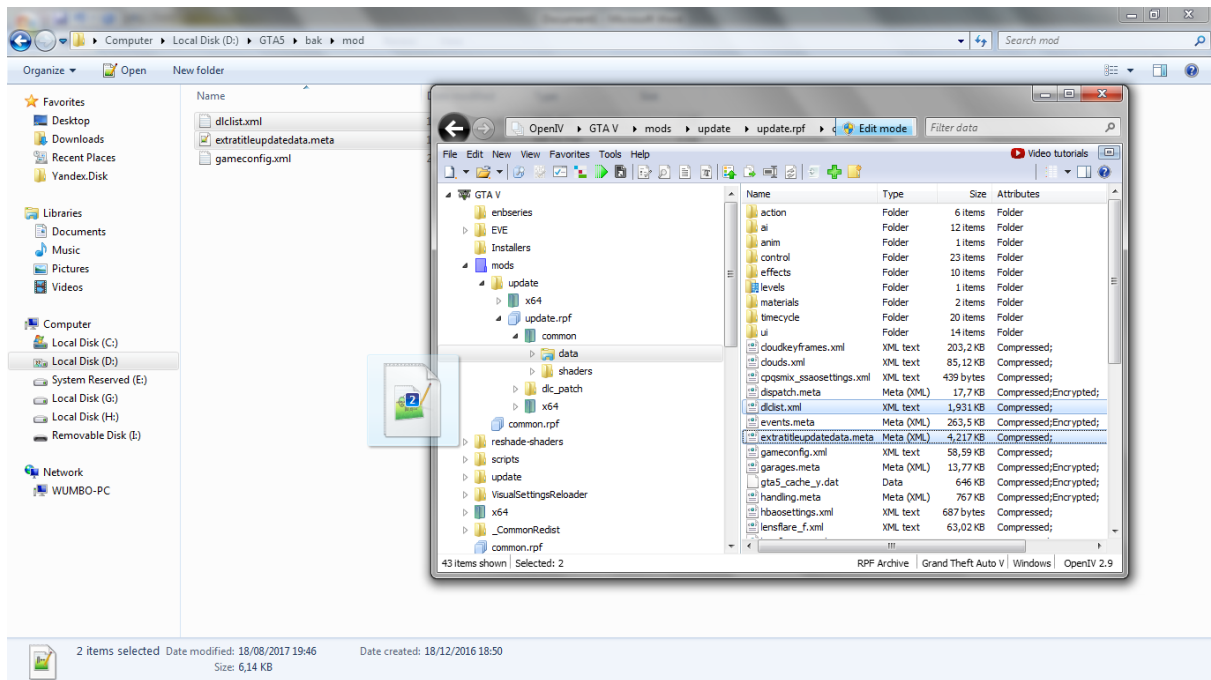 Computer ▸ Local Disk (D:) ▸ GTA5 ▸ bak ▸ mod
Search mod
Organize
Open
New folder
Favorites
Desktop
Downloads
Recent Places
Yandex.Disk
Libraries
Documents
Music
Pictures
Videos
Computer
Local Disk (C:)
Local Disk (D:)
System Reserved (E:)
Local Disk (G:)
Local Disk (H:)
Removable Disk (I:)
Network
WUMBO-PC
Name
dlclist.xml
extratitleupdatedata.meta
gameconfig.xml
2
OpenIV ▸ GTA V ▸ mods ▸ update ▸ update.rpf ▸
Edit mode
Filter data
File Edit New View Favorites Tools Help
Video tutorials
GTA V
enbseries
EVE
Installers
mods
update
x64
update.rpf
common
data
shaders
dlc_patch
x64
common.rpf
reshade-shaders
scripts
update
VisualSettingsReloader
x64
_CommonRedist
common.rpf
Name Type Size Attributes
action Folder 6 items Folder
ai Folder 12 items Folder
anim Folder 1 items Folder
control Folder 23 items Folder
effects Folder 10 items Folder
levels Folder 1 items Folder
materials Folder 2 items Folder
timecycle Folder 20 items Folder
ui Folder 14 items Folder
cloudkeyframes.xml XML text 203,2 KB Compressed;
clouds.xml XML text 85,12 KB Compressed;
cpqsmix_ssaosettings.xml XML text 439 bytes Compressed;
dispatch.meta Meta (XML) 17,7 KB Compressed;Encrypted;
dlclist.xml XML text 1,931 KB Compressed;
events.meta Meta (XML) 263,5 KB Compressed;Encrypted;
extratitleupdatedata.meta Meta (XML) 4,217 KB Compressed;
gameconfig.xml XML text 58,59 KB Compressed;
garages.meta Meta (XML) 13,77 KB Compressed;Encrypted;
gta5_cache_y.dat Data 646 KB Compressed;Encrypted;
handling.meta Meta (XML) 767 KB Compressed;Encrypted;
hbaosettings.xml XML text 687 bytes Compressed;
lensflare_f.xml XML text 63,02 KB Compressed;
43 items shown Selected: 2
RPF Archive Grand Theft Auto V Windows OpenIV 2.9
2 items selected Date modified: 18/08/2017 19:46 Date created: 18/12/2016 18:50
Size: 6,14 KB